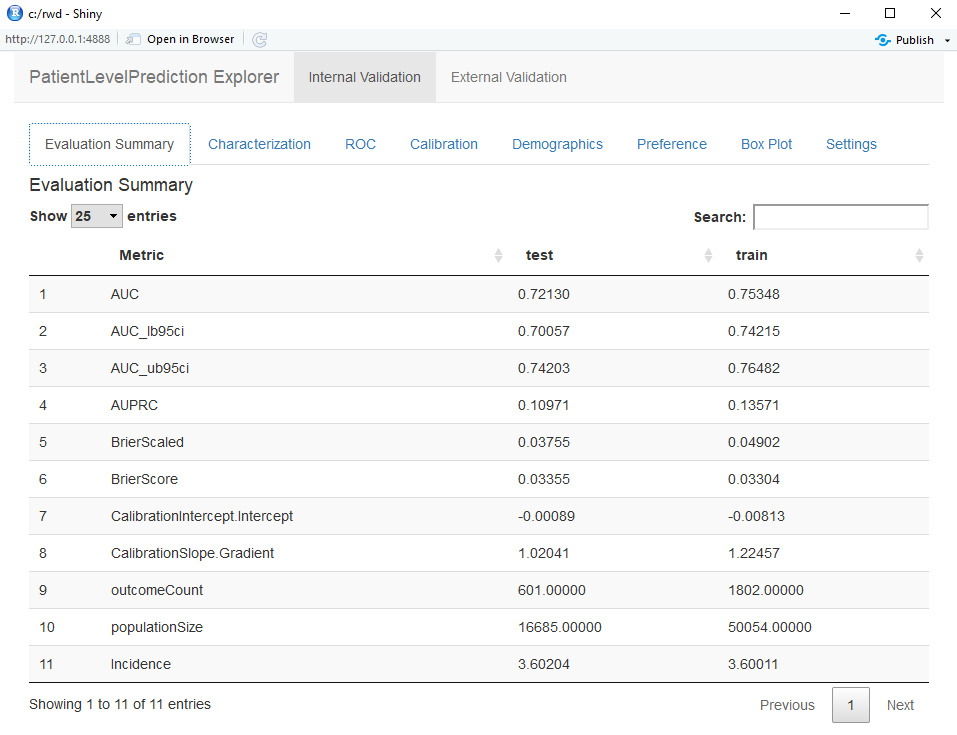 c:/rwd - Shiny
http://127.0.0.1:4888 Open in Browser Publish
PatientLevelPrediction Explorer Internal Validation External Validation
Evaluation Summary Characterization ROC Calibration Demographics Preference Box Plot Settings
Evaluation Summary
Show 25 entries Search:
Metric test train
1 AUC 0.72130 0.75348
2 AUC_lb95ci 0.70057 0.74215
3 AUC_ub95ci 0.74203 0.76482
4 AUPRC 0.10971 0.13571
5 BrierScaled 0.03755 0.04902
6 BrierScore 0.03355 0.03304
7 CalibrationIntercept.Intercept -0.00089 -0.00813
8 CalibrationSlope.Gradient 1.02041 1.22457
9 outcomeCount 601.00000 1802.00000
10 populationSize 16685.00000 50054.00000
11 Incidence 3.60204 3.60011
Showing 1 to 11 of 11 entries Previous 1 Next